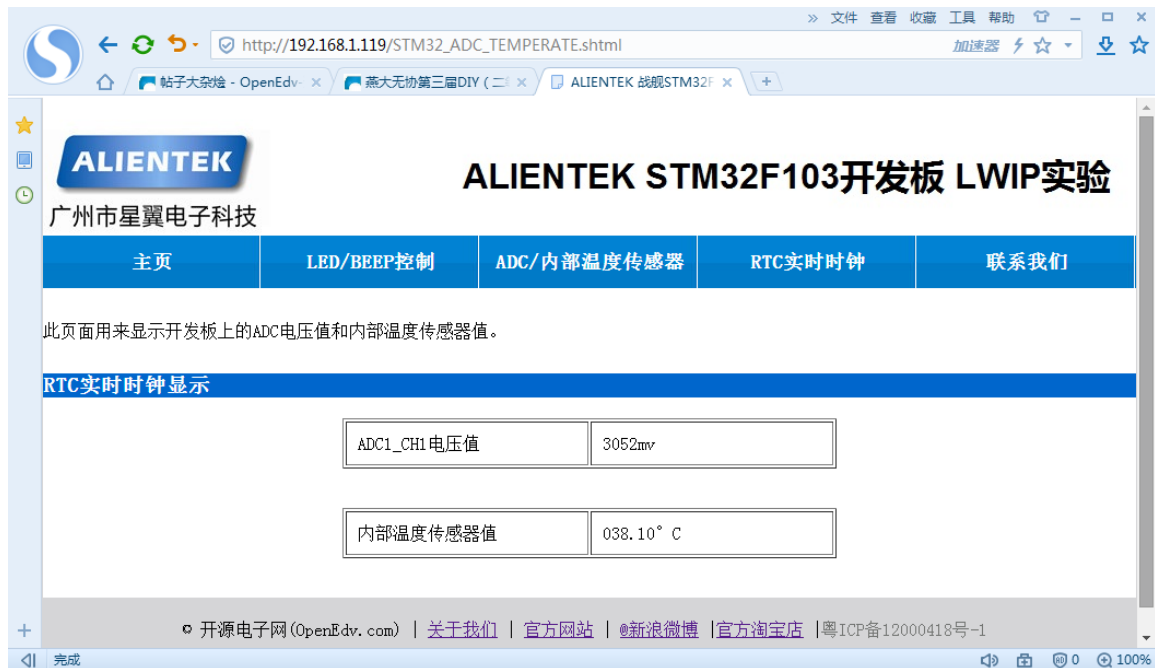 » 文件 查看 收藏 工具 帮助
http://192.168.1.119/STM32_ADC_TEMPERATE.shtml
加速器
帖子大杂烩 - OpenEdv-
燕大无协第三届DIY ( 二
ALIENTEK 战舰STM32F
ALIENTEK
广州市星翼电子科技
ALIENTEK STM32F103开发板 LWIP实验
主页 LED/BEEP控制 ADC/内部温度传感器 RTC实时时钟 联系我们
此页面用来显示开发板上的ADC电压值和内部温度传感器值。
RTC实时时钟显示
ADC1_CH1电压值 3052mv
内部温度传感器值 038.10° C
© 开源电子网(OpenEdv.com) | 关于我们 | 官方网站 | @新浪微博 |官方淘宝店 |粤ICP备12000418号-1
完成 0 100%